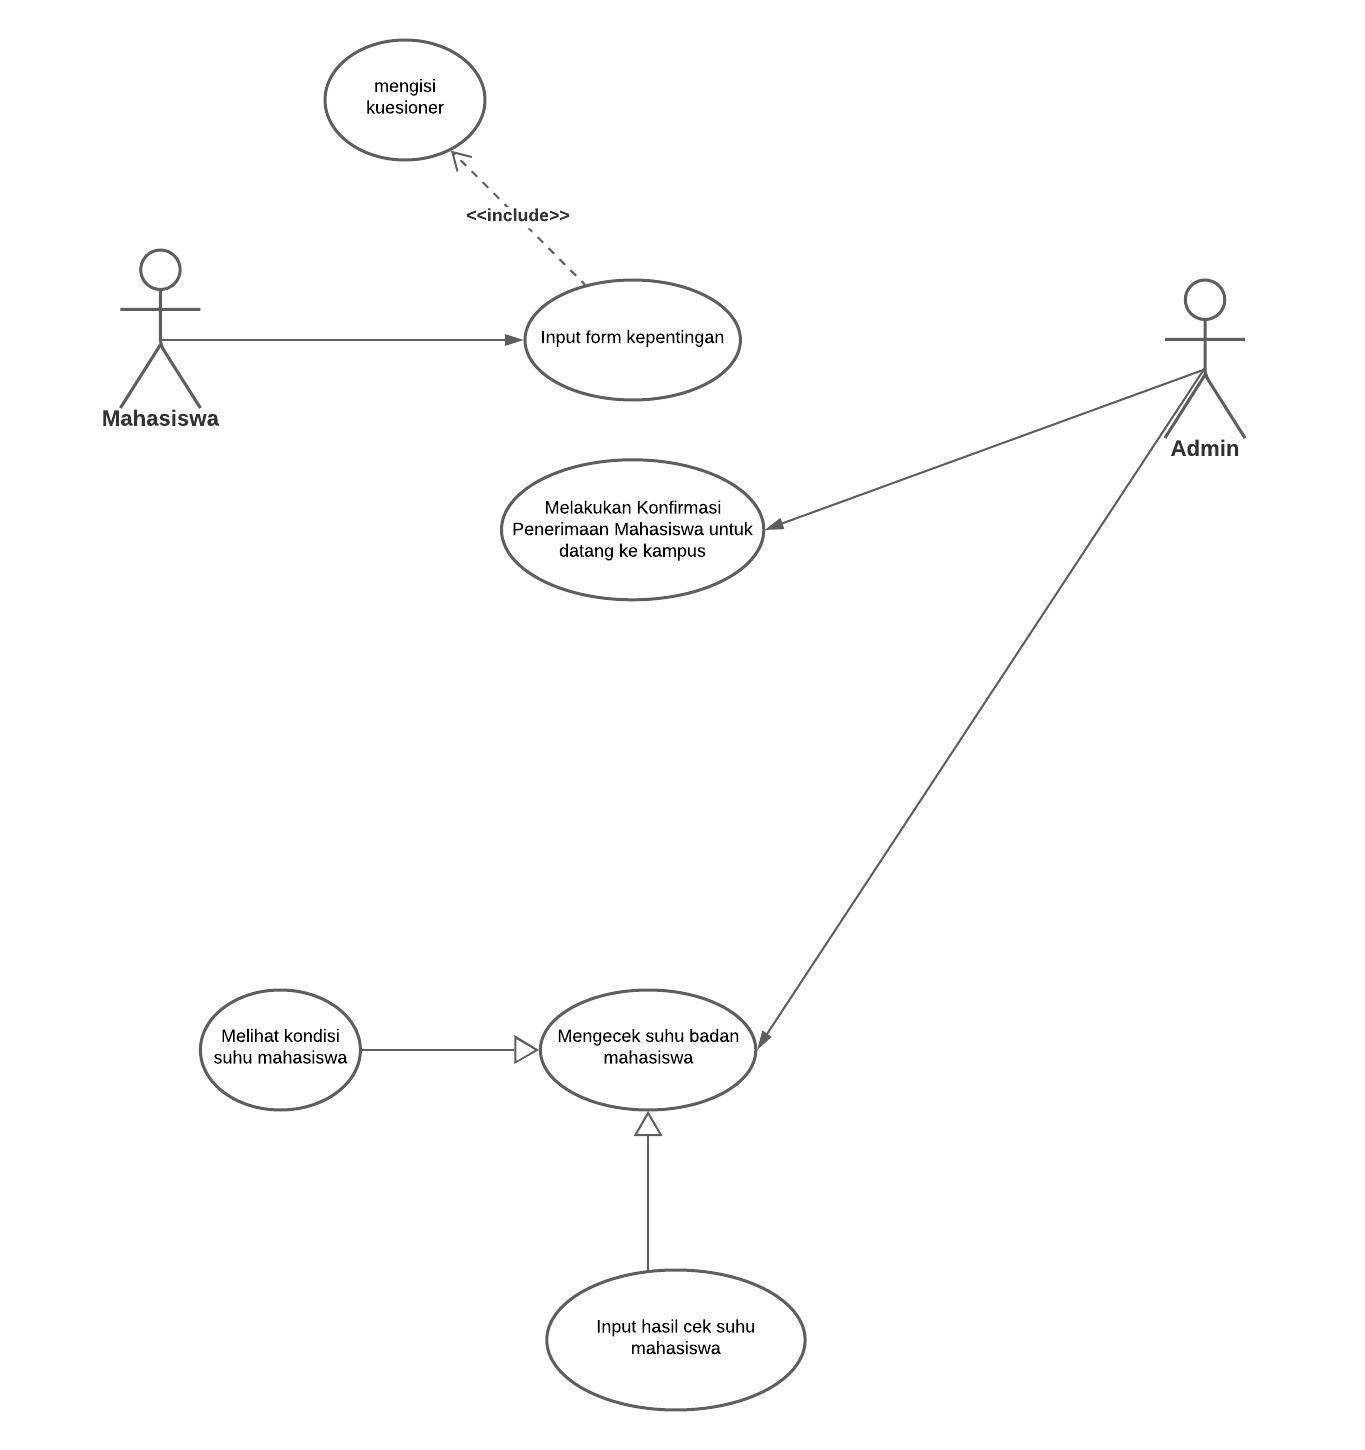 mengisi
kuesioner
<<include>>
Input form kepentingan
Mahasiswa
Admin
Melakukan Konfirmasi
Penerimaan Mahasiswa untuk
datang ke kampus
Melihat kondisi
suhu mahasiswa
Mengecek suhu badan
mahasiswa
Input hasil cek suhu
mahasiswa